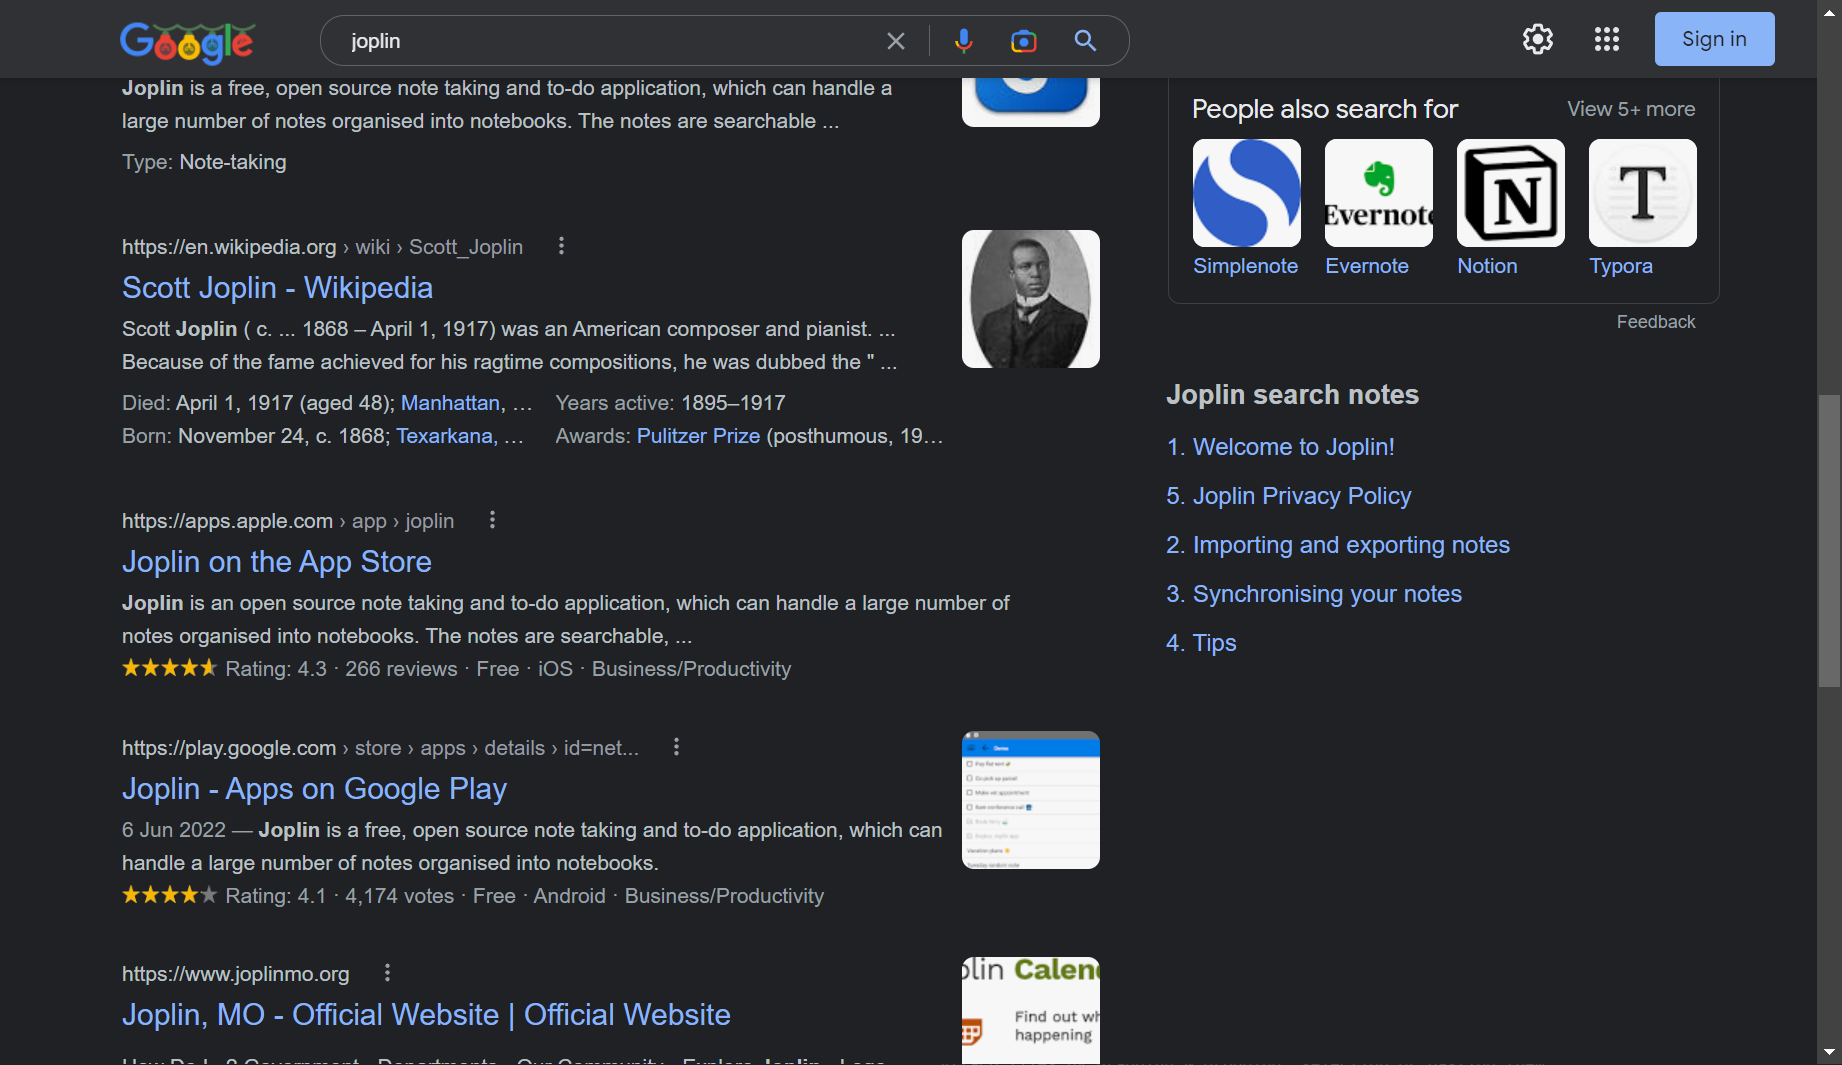 Google
joplin
Sign in
Joplin is a free, open source note taking and to-do application, which can handle a
large number of notes organised into notebooks. The notes are searchable ...
Type: Note-taking
https://en.wikipedia.org › wiki › Scott_Joplin
Scott Joplin - Wikipedia
Scott Joplin ( c. ... 1868 – April 1, 1917) was an American composer and pianist. ...
Because of the fame achieved for his ragtime compositions, he was dubbed the " ...
Died: April 1, 1917 (aged 48); Manhattan, ... Years active: 1895–1917
Born: November 24, c. 1868; Texarkana, ... Awards: Pulitzer Prize (posthumous, 19...
https://apps.apple.com › app › joplin
Joplin on the App Store
Joplin is an open source note taking and to-do application, which can handle a large number of
notes organised into notebooks. The notes are searchable, ...
Rating: 4.3 · 266 reviews · Free · iOS · Business/Productivity
https://play.google.com › store › apps › details › id=net...
Joplin - Apps on Google Play
6 Jun 2022 — Joplin is a free, open source note taking and to-do application, which can
handle a large number of notes organised into notebooks.
Rating: 4.1 · 4,174 votes · Free · Android · Business/Productivity
Demo
Make vet appointment
https://www.joplinmo.org
Joplin, MO - Official Website | Official Website
plin Calen
Find out wh
happening
People also search for
View 5+ more
N
T
Evernote
Simplenote
Evernote
Notion
Typora
Feedback
Joplin search notes
1. Welcome to Joplin!
5. Joplin Privacy Policy
2. Importing and exporting notes
3. Synchronising your notes
4. Tips